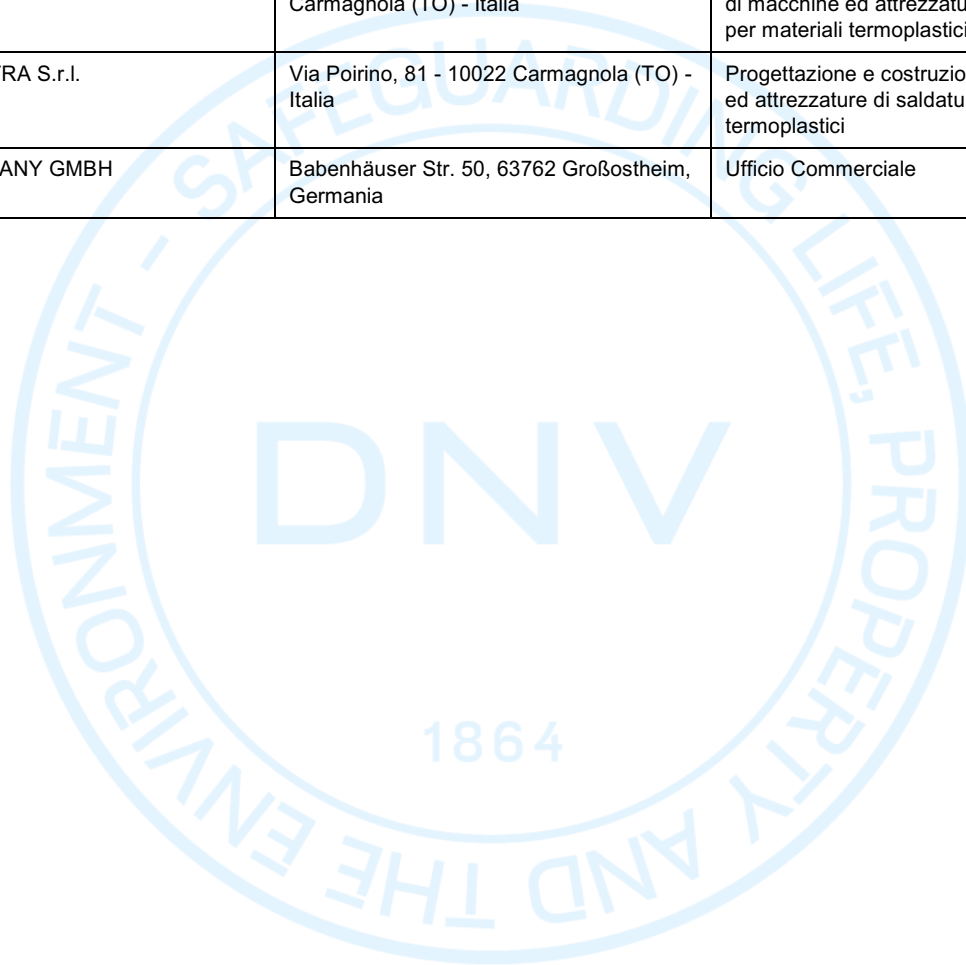 Carmagnola (TO) - Italia
di macchine ed attrezzatu
per materiali termoplastici
RA S.r.l.
Via Poirino, 81 - 10022 Carmagnola (TO) -
Italia
Progettazione e costruzio
ed attrezzature di saldatu
termoplastici
ANY GMBH
Babenhäuser Str. 50, 63762 Großostheim,
Germania
Ufficio Commerciale
SAFEGUARDING LIFE, PROPERTY AND THE ENVIRONMENT -
DNV
1864